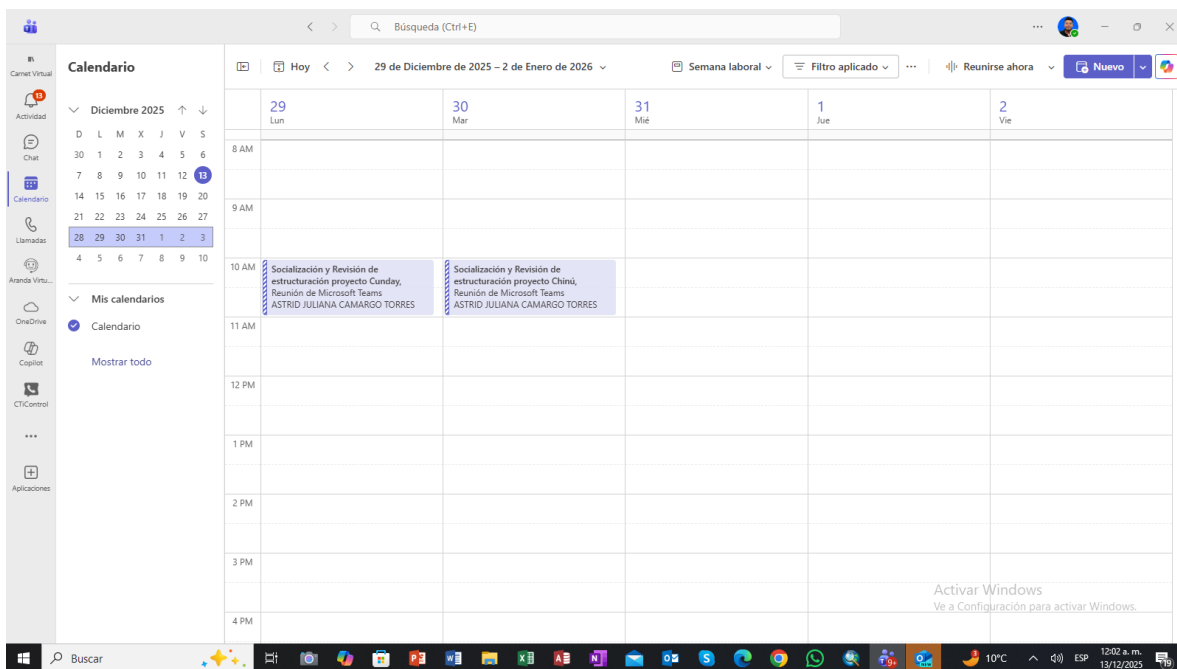 Búsqueda (Ctrl+E)
Carnet Virtual
13
Actividad
Chat
Calendario
Llamadas
Aranda Virtu...
OneDrive
Copilot
CTiControl
Aplicaciones
Calendario
Diciembre 2025
D L M X J V S
30 1 2 3 4 5 6
7 8 9 10 11 12 13
14 15 16 17 18 19 20
21 22 23 24 25 26 27
28 29 30 31 1 2 3
4 5 6 7 8 9 10
Mis calendarios
Calendario
Mostrar todo
Hoy
29 de Diciembre de 2025 – 2 de Enero de 2026
Semana laboral
Filtro aplicado
Reunirse ahora
Nuevo
29
Lun
30
Mar
31
Mié
1
Jue
2
Vie
8 AM
9 AM
10 AM
Socialización y Revisión de
estructuración proyecto Cunday,
Reunión de Microsoft Teams
ASTRID JULIANA CAMARGO TORRES
Socialización y Revisión de
estructuración proyecto Chinú,
Reunión de Microsoft Teams
ASTRID JULIANA CAMARGO TORRES
11 AM
12 PM
1 PM
2 PM
3 PM
4 PM
Activar Windows
Ve a Configuración para activar Windows.
Buscar
9+
10°C
ESP
12:02 a. m.
13/12/2025
19